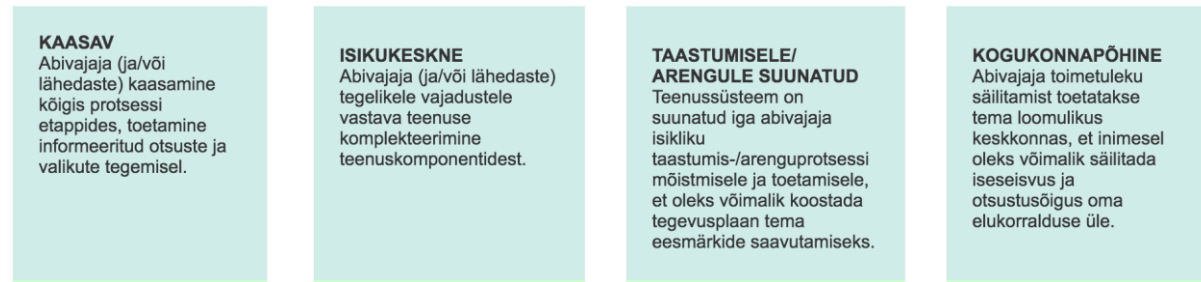 KAASAV
Abivajaja (ja/või
lähedaste) kaasamine
kõigis protsessi
etappides, toetamine
informeeritud otsuste ja
valikute tegemisel.
ISIKUKESKNE
Abivajaja (ja/või lähedaste)
tegelikele vajadustele
vastava teenuse
komplekteerimine
teenuskomponentidest.
TAASTUMISELE/
ARENGULE SUUNATUD
Teenussüsteem on
suunatud iga abivajaja
isikliku
taastumis-/arenguprotsessi
mõistmisele ja toetamisele,
et oleks võimalik koostada
tegevusplaan tema
eesmärkide saavutamiseks.
KOGUKONNAPÕHINE
Abivajaja toimetuleku
säilitamist toetatakse
tema loomulikus
keskkonnas, et inimesel
oleks võimalik säilitada
iseseisvus ja
otsustusõigus oma
elukorralduse üle.